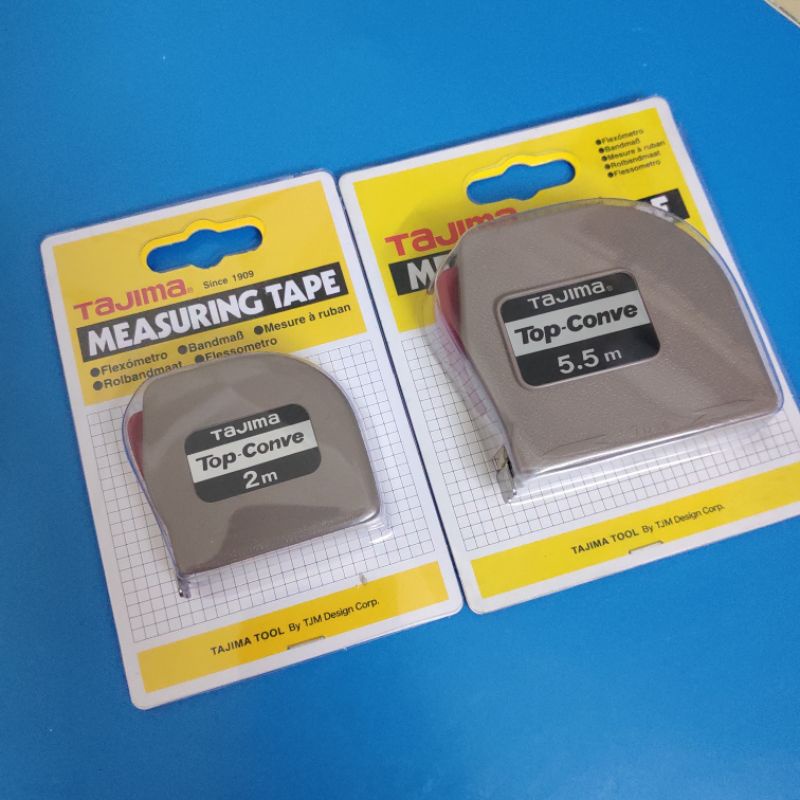 TaJima® Since 1909
MEASURING TAPE
●Flexómetro ●Bandmaß ●Mesure à ruban
●Rolbandmaat ●Flessometro
TaJima
Top-Conve
2m
TAJIMA TOOL By TJM Design Corp.
●Flexómetro
●Bandmaß
●Mesure à ruban
●Rolbandmaat
●Flessometro
TaJima
TaJima®
Top-Conve
5.5 m
TAJIMA TOOL By TJM Design Corp.